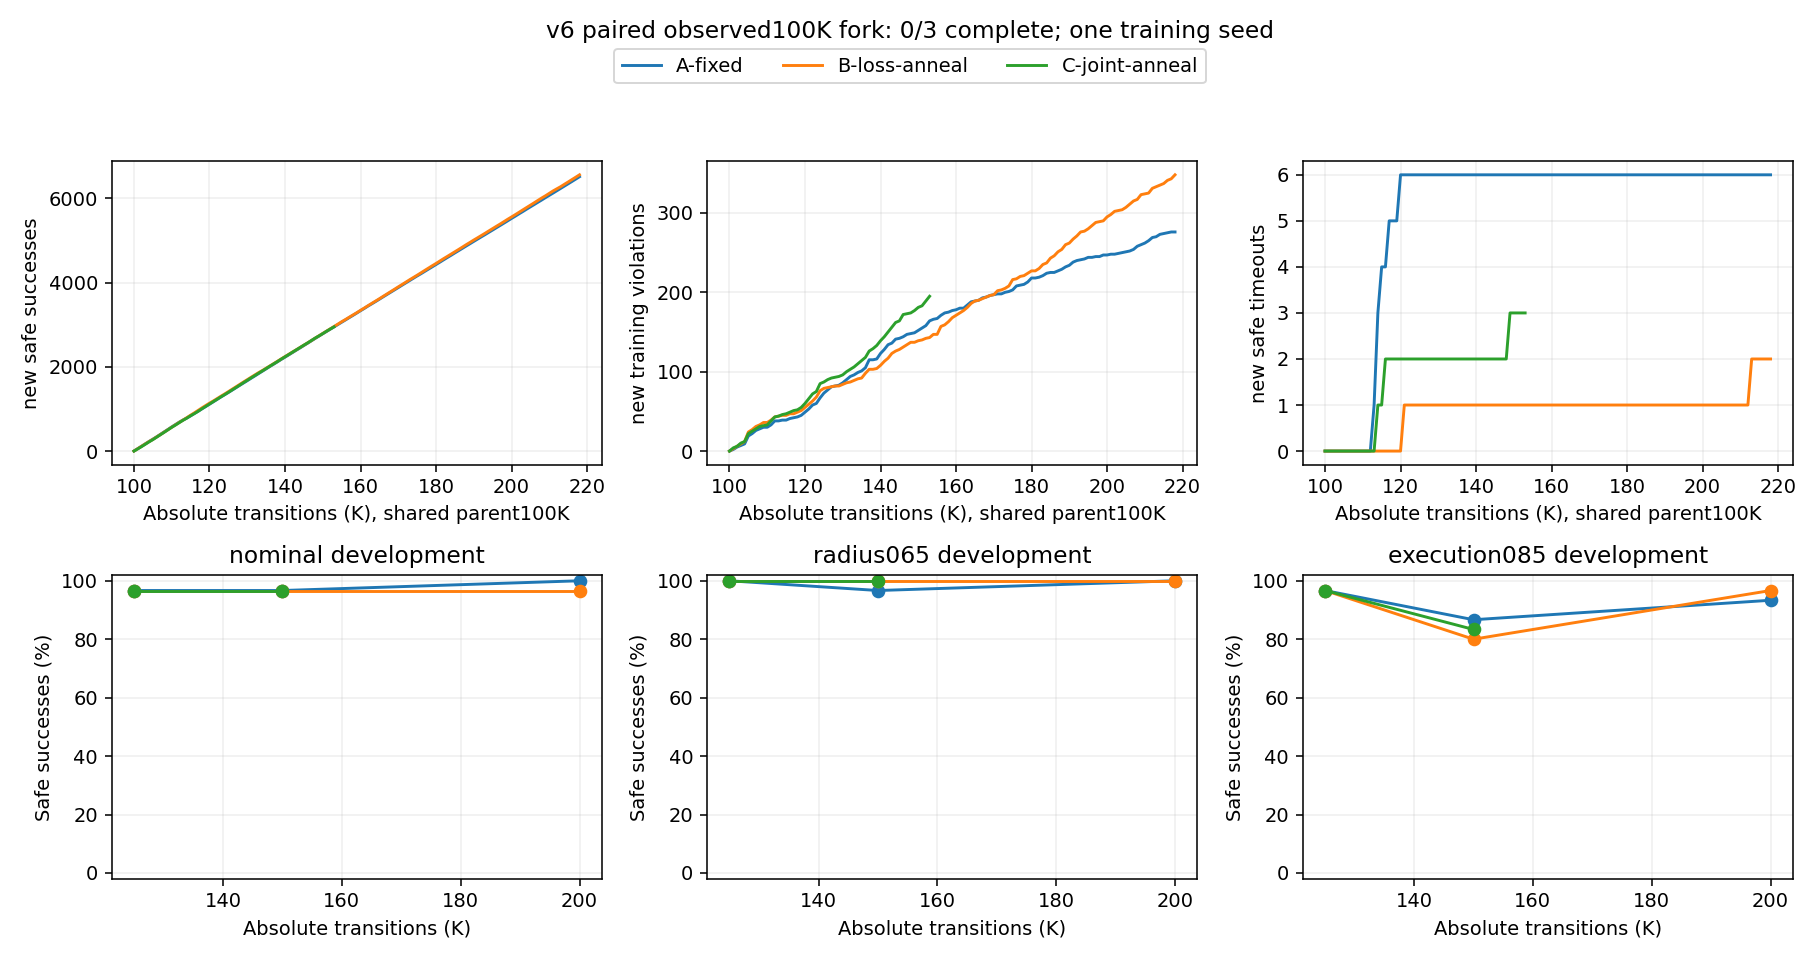 v6 paired observed100K fork: 0/3 complete; one training seed
A-fixed
B-loss-anneal
C-joint-anneal
new safe successes
6000
4000
2000
0
100 120 140 160 180 200 220
Absolute transitions (K), shared parent100K
new training violations
300
200
100
0
100 120 140 160 180 200 220
Absolute transitions (K), shared parent100K
new safe timeouts
6
5
4
3
2
1
0
100 120 140 160 180 200 220
Absolute transitions (K), shared parent100K
nominal development
Safe successes (%)
100
80
60
40
20
0
140 160 180 200
Absolute transitions (K)
radius065 development
Safe successes (%)
100
80
60
40
20
0
140 160 180 200
Absolute transitions (K)
execution085 development
Safe successes (%)
100
80
60
40
20
0
140 160 180 200
Absolute transitions (K)